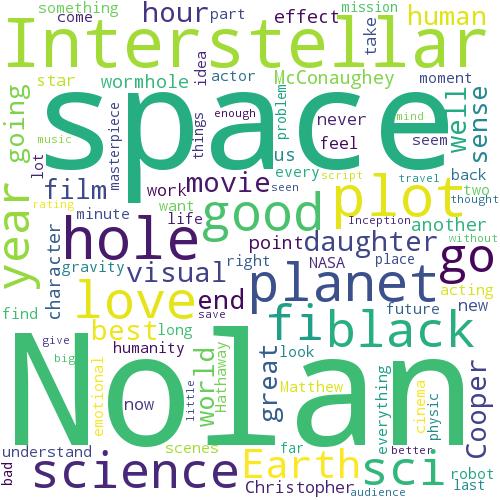 something
come
hour
part
effect
mission
take
human
Interstellar
star
wormhole
idea
actor
McConaughey
moment
going
space
well
sense
lot
music
masterpiece
things
enough
problem
never
feel
mind
seem
year
film
work
movie
every
us
script
travel
back
two
thought
rating
minute
want
life
good
seen
plot
Inception
another
without
hole
character
gravity
visual
point
daughter
right
NASA
place
go
find
love
end
planet
acting
future
new
give
best
long
save
fi
black
big
humanity
emotional
now
little
world
Hathaway
great
look
Matthew
everything
cinema
physic
Cooper
Nolan
understand
scenes
far
better
bad
science
Earth
sci
robot
last
Christopher
audience